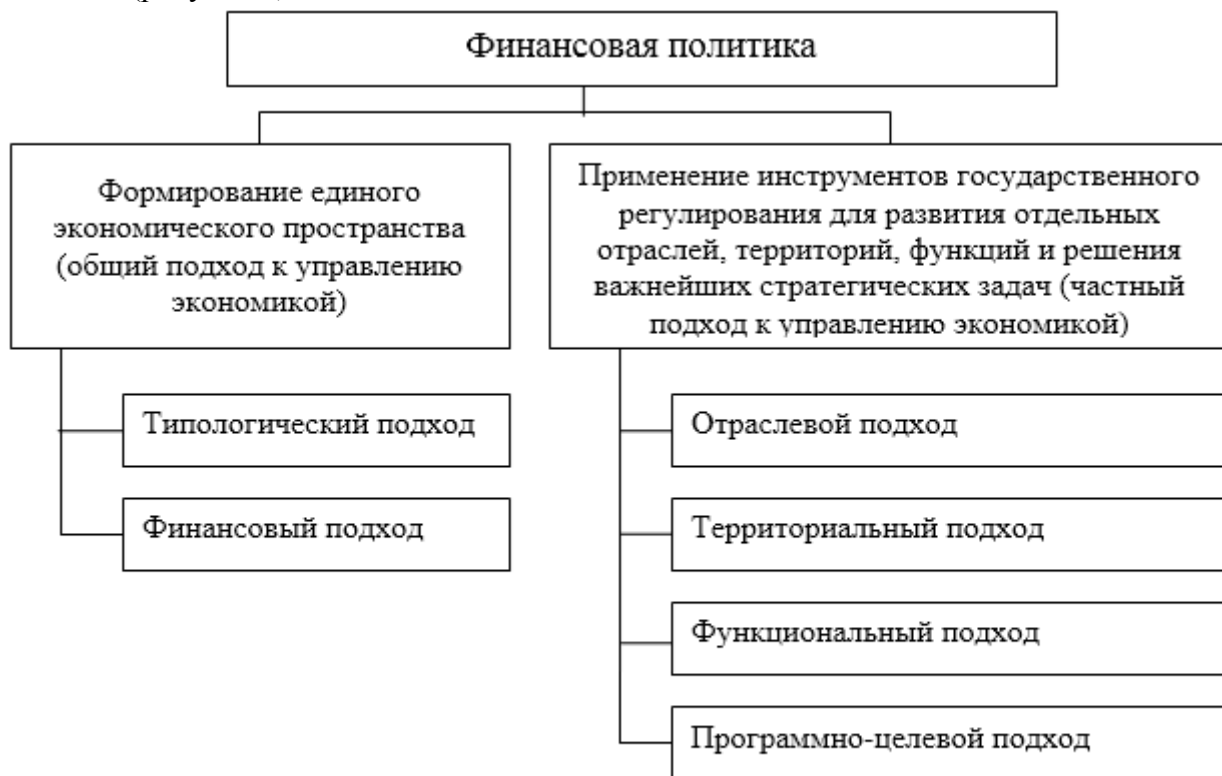 Финансовая политика
Формирование единого
экономического пространства
(общий подход к управлению
экономикой)
Применение инструментов государственного
регулирования для развития отдельных
отраслей, территорий, функций и решения
важнейших стратегических задач (частный
подход к управлению экономикой)
Типологический подход
Финансовый подход
Отраслевой подход
Территориальный подход
Функциональный подход
Программно-целевой подход